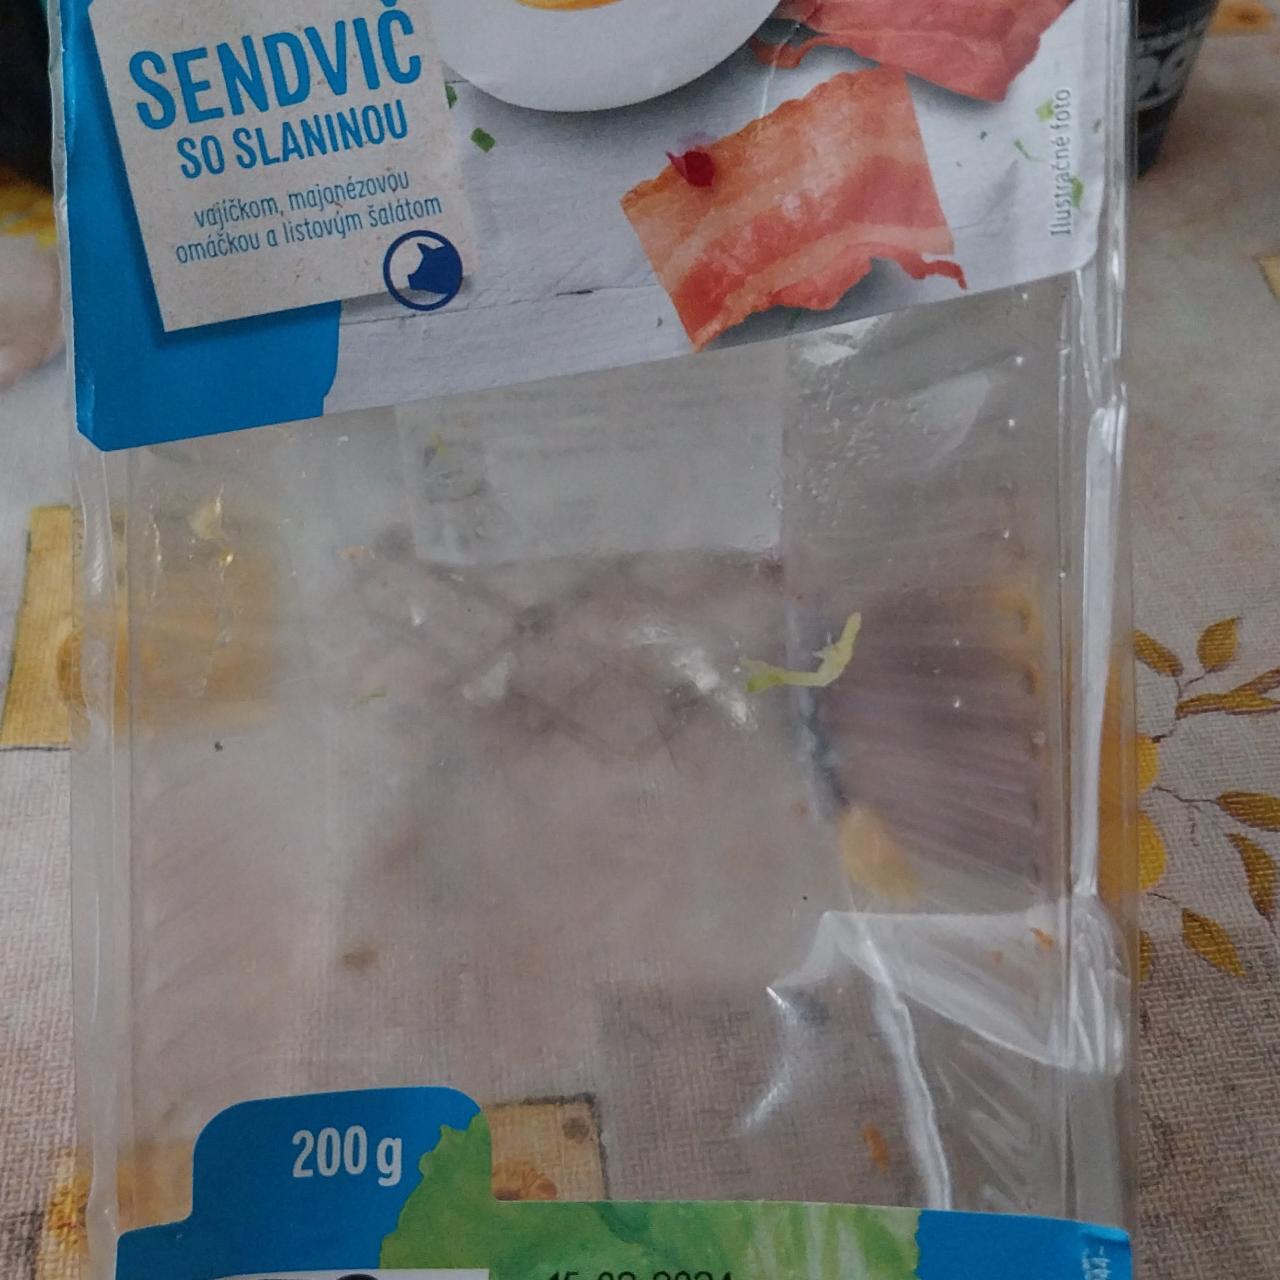 SENDVIČ
SO SLANINOU
vajíčkom, majonézovou
omáčkou a listovým šalátom
Ilustračné foto
200 g